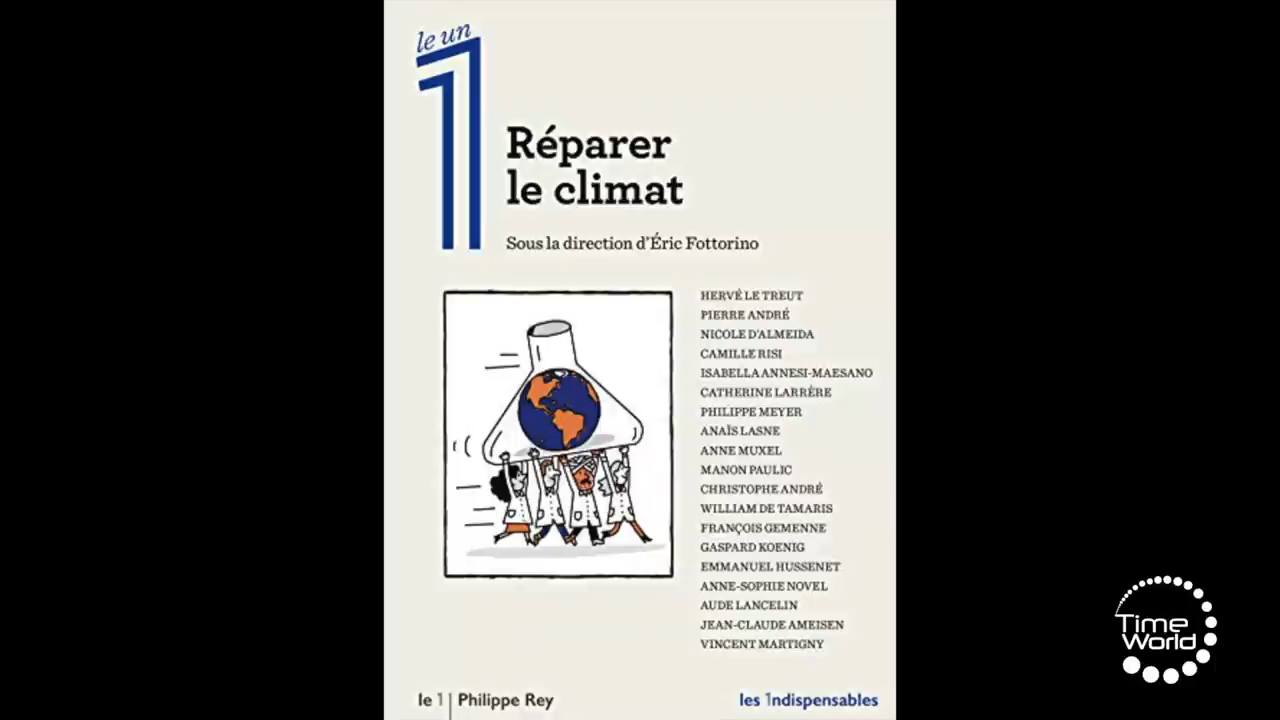 le un
1
Réparer
le climat
Sous la direction d'Éric Fottorino
HERVÉ LE TREUT
PIERRE ANDRÉ
NICOLE D'ALMEIDA
CAMILLE RISI
ISABELLA ANNESI-MAESANO
CATHERINE LARRÈRE
PHILIPPE MEYER
ANAÏS LASNE
ANNE MUXEL
MANON PAULIC
CHRISTOPHE ANDRÉ
WILLIAM DE TAMARIS
FRANÇOIS GEMENNE
GASPARD KOENIG
EMMANUEL HUSSENET
ANNE-SOPHIE NOVEL
AUDE LANCELIN
JEAN-CLAUDE AMEISEN
VINCENT MARTIGNY
le 1 | Philippe Rey
les 1ndispensables
Time
World